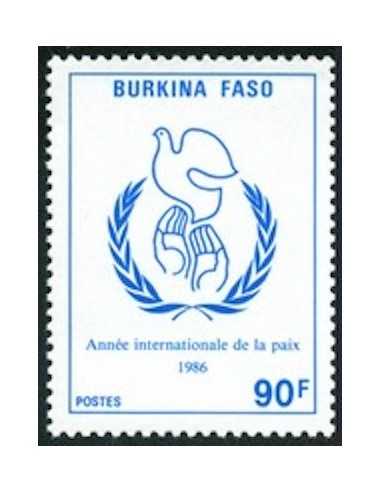 BURKINA FASO
Année internationale de la paix
1986
POSTES 90F